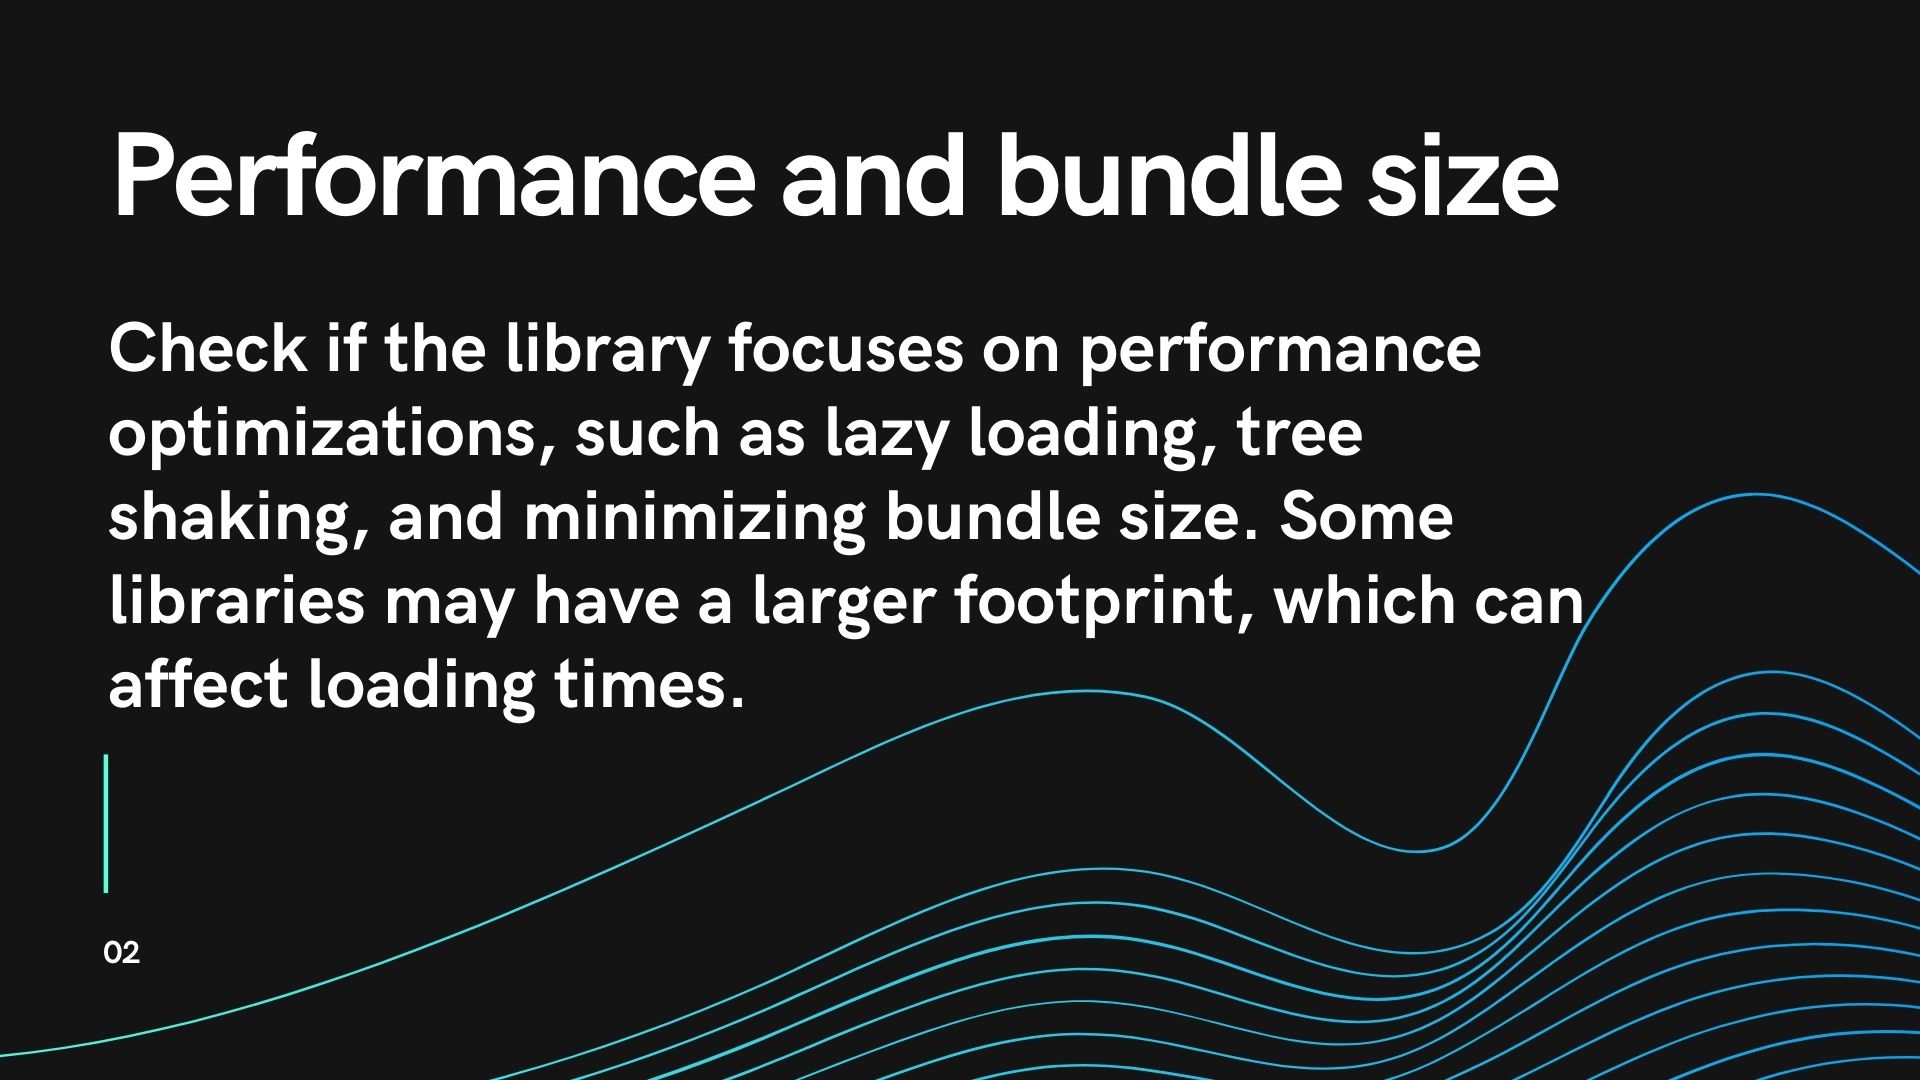 Performance and bundle size
Check if the library focuses on performance
optimizations, such as lazy loading, tree
shaking, and minimizing bundle size. Some
libraries may have a larger footprint, which can
affect loading times.
02